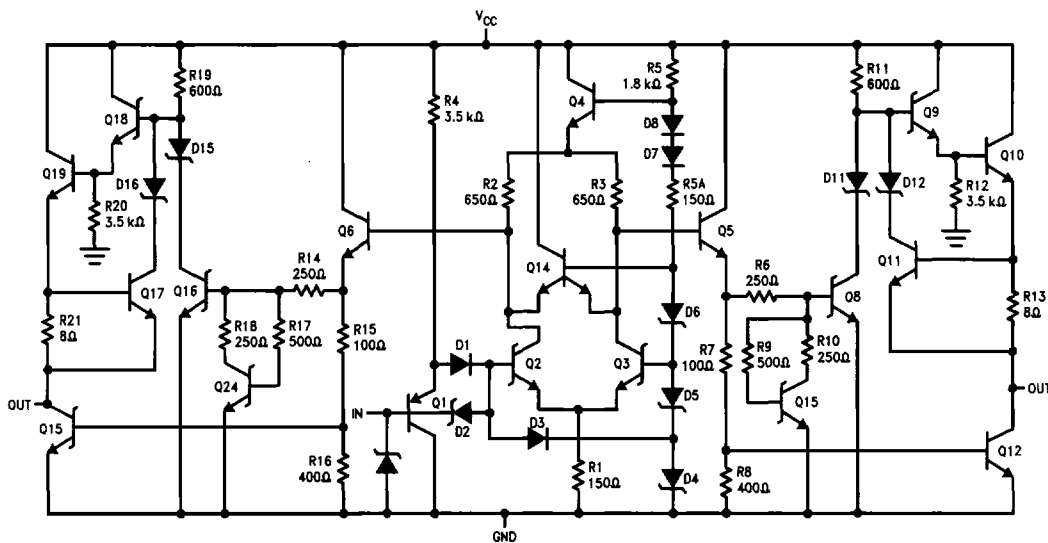 VCC
R19
600Ω
Q18
D15
Q19
D16
R20
3.5 kΩ
Q17
Q16
R21
8Ω
OUT
Q15
R14
250Ω
R18
250Ω
R17
500Ω
Q24
R15
100Ω
R16
400Ω
Q6
R4
3.5 kΩ
D1
IN
Q1
D2
D3
Q4
R5
1.8 kΩ
D8
D7
R5A
150Ω
R2
650Ω
R3
650Ω
Q14
D6
Q2
Q3
D5
R1
150Ω
D4
GND
Q5
R6
250Ω
R7
100Ω
R9
500Ω
R10
250Ω
Q8
Q15
R8
400Ω
R11
600Ω
Q9
Q10
D11
D12
R12
3.5 kΩ
Q11
R13
8Ω
OUT
Q12